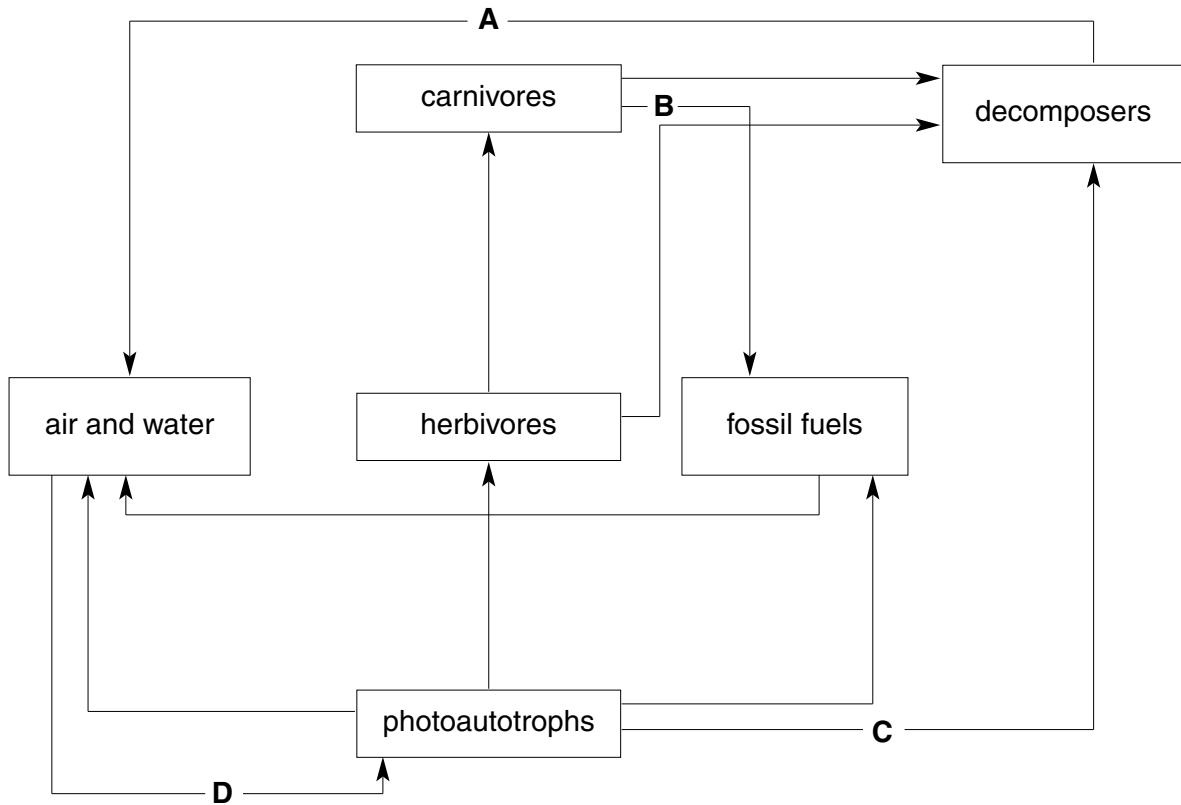 A
carnivores
B
decomposers
air and water
herbivores
fossil fuels
photoautotrophs
C
D